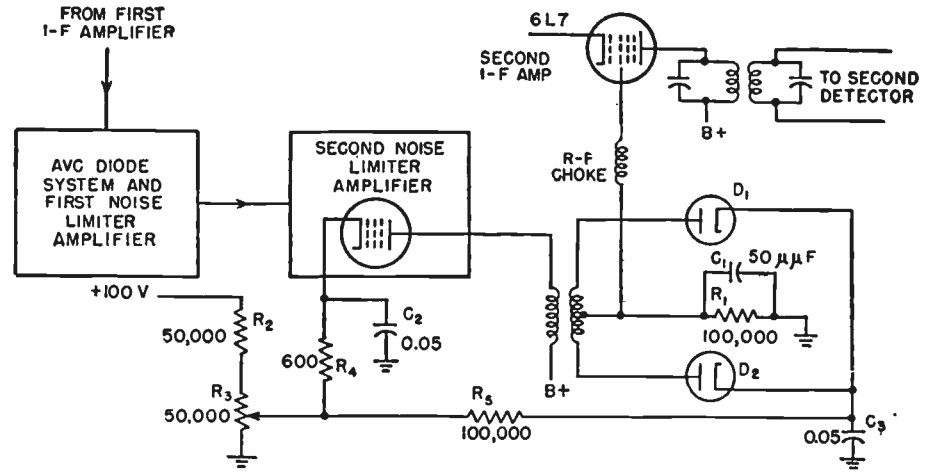 FROM FIRST
I-F AMPLIFIER
6L7
SECOND
I-F AMP
TO SECOND
DETECTOR
B+
AVC DIODE
SYSTEM AND
FIRST NOISE
LIMITER
AMPLIFIER
SECOND NOISE
LIMITER
AMPLIFIER
R-F
CHOKE
D1
C1
50 μμF
R1
100,000
+100 V
R2
50,000
C2
0.05
600
R4
R3
50,000
B+
D2
R5
100,000
C3
0.05